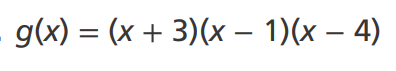 g(x) = (x + 3)(x − 1)(x − 4)